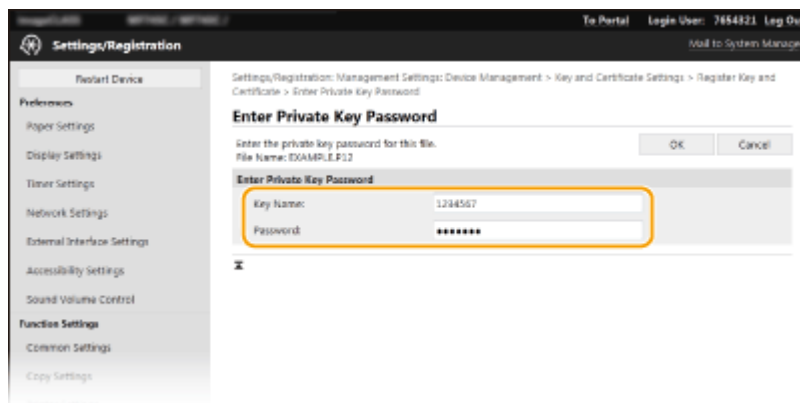 To Portal Login User: 7654321 Log Ou
Settings/Registration
Mail to System Manage
Restart Device
Preferences
Paper Settings
Display Settings
Timer Settings
Network Settings
External Interface Settings
Accessibility Settings
Sound Volume Control
Function Settings
Common Settings
Copy Settings
Settings/Registration: Management Settings: Device Management > Key and Certificate Settings > Register Key and
Certificate > Enter Private Key Password
Enter Private Key Password
Enter the private key password for this file.
File Name: EXAMPLE.P12
OK Cancel
Enter Private Key Password
Key Name: 1234567
Password: •••••••